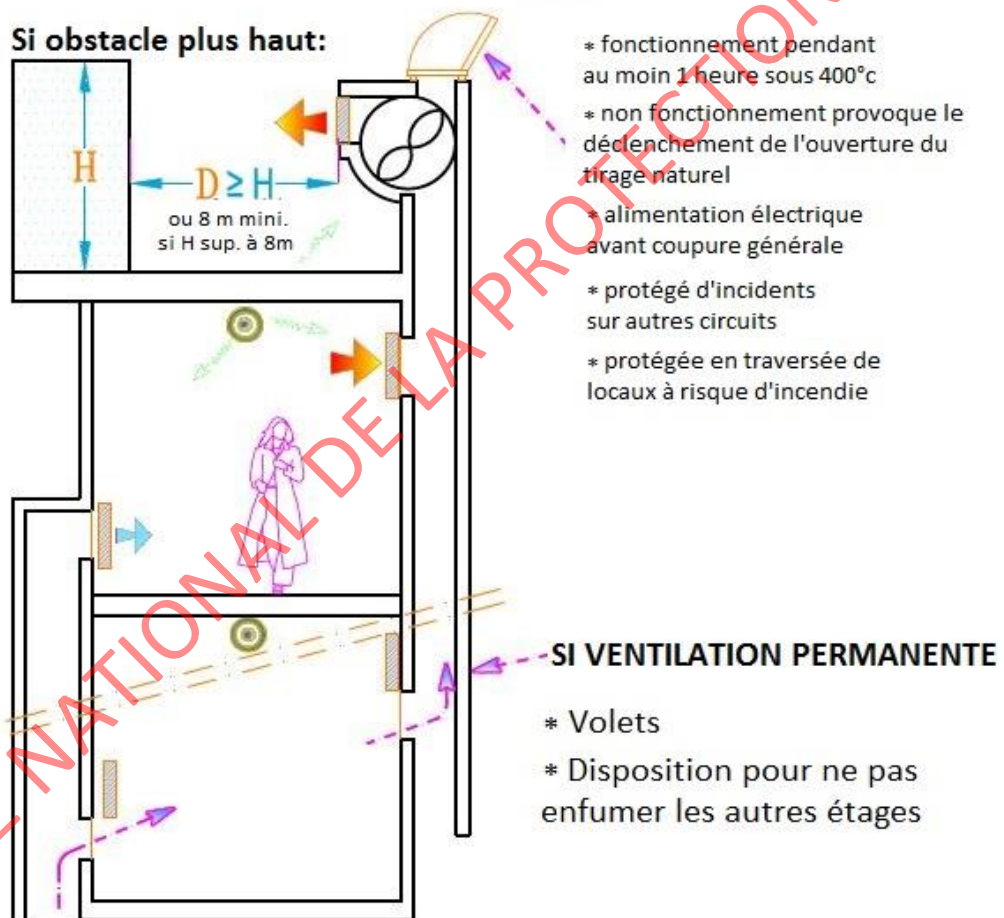 Si obstacle plus haut:
H
D ≥ H
ou 8 m mini.
si H sup. à 8m
* fonctionnement pendant
au moin 1 heure sous 400°c
* non fonctionnement provoque le
déclenchement de l'ouverture du
tirage naturel
* alimentation électrique
avant coupure générale
* protégé d'incidents
sur autres circuits
* protégée en traversée de
locaux à risque d'incendie
SI VENTILATION PERMANENTE
* Volets
* Disposition pour ne pas
enfumer les autres étages
NATIONAL DE LA PROTECTION